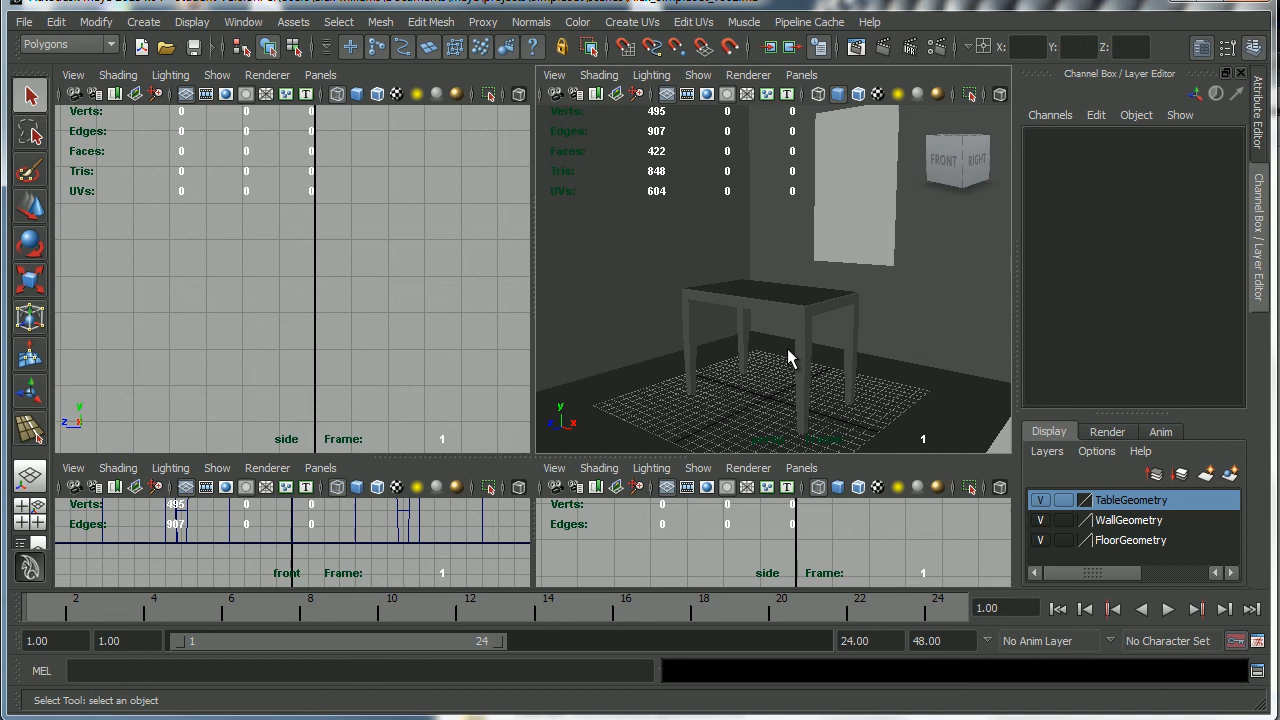 File Edit Modify Create Display Window Assets Select Mesh Edit Mesh Proxy Normals Color Create UVs Edit UVs Muscle Pipeline Cache Help
Polygons X: Y: Z:
View Shading Lighting Show Renderer Panels
View Shading Lighting Show Renderer Panels
Channel Box / Layer Editor
Channels Edit Object Show
Attribute Editor
Channel Box / Layer Editor
Verts: 0 0 0
Edges: 0 0 0
Faces: 0 0 0
Tris: 0 0 0
UVs: 0 0 0
side Frame: 1
Verts: 495 0 0
Edges: 907 0 0
Faces: 422 0 0
Tris: 848 0 0
UVs: 604 0 0
FRONT RIGHT
1
y
z x
y
x
View Shading Lighting Show Renderer Panels
View Shading Lighting Show Renderer Panels
Verts: 495 0 0
Edges: 907 0 0
front Frame: 1
Verts: 0 0 0
Edges: 0 0 0
side Frame: 1
Display Render Anim
Layers Options Help
V TableGeometry
V WallGeometry
V FloorGeometry
2 4 6 8 10 12 14 16 18 20 22 24
1.00
1.00 1.00 1 24 24.00 48.00 No Anim Layer No Character Set
MEL
Select Tool: select an object